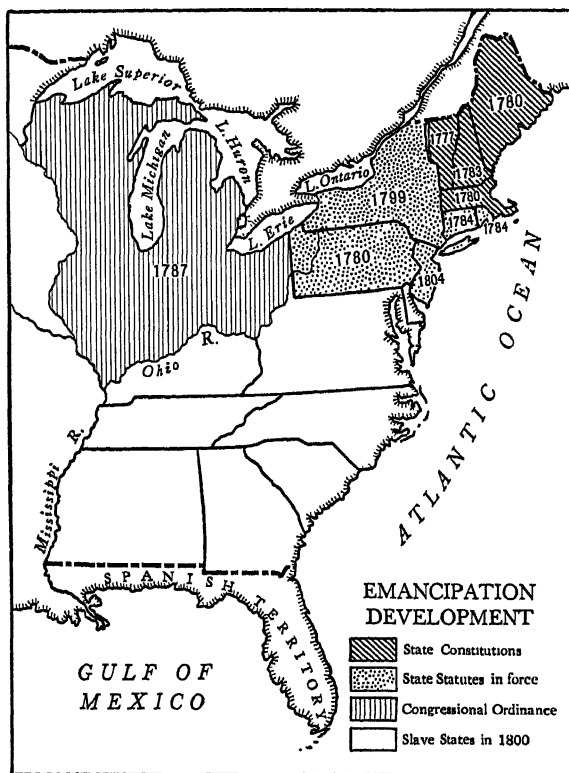 Lake Superior
Lake Michigan
L. Huron
L. Ontario
L. Erie
1780
1777
1783
1780
1784
1784
1799
1780
1804
1787
R.
Ohio
Mississippi R.
ATLANTIC OCEAN
SPANISH TERRITORY
GULF OF
MEXICO
EMANCIPATION
DEVELOPMENT
State Constitutions
State Statutes in force
Congressional Ordinance
Slave States in 1800